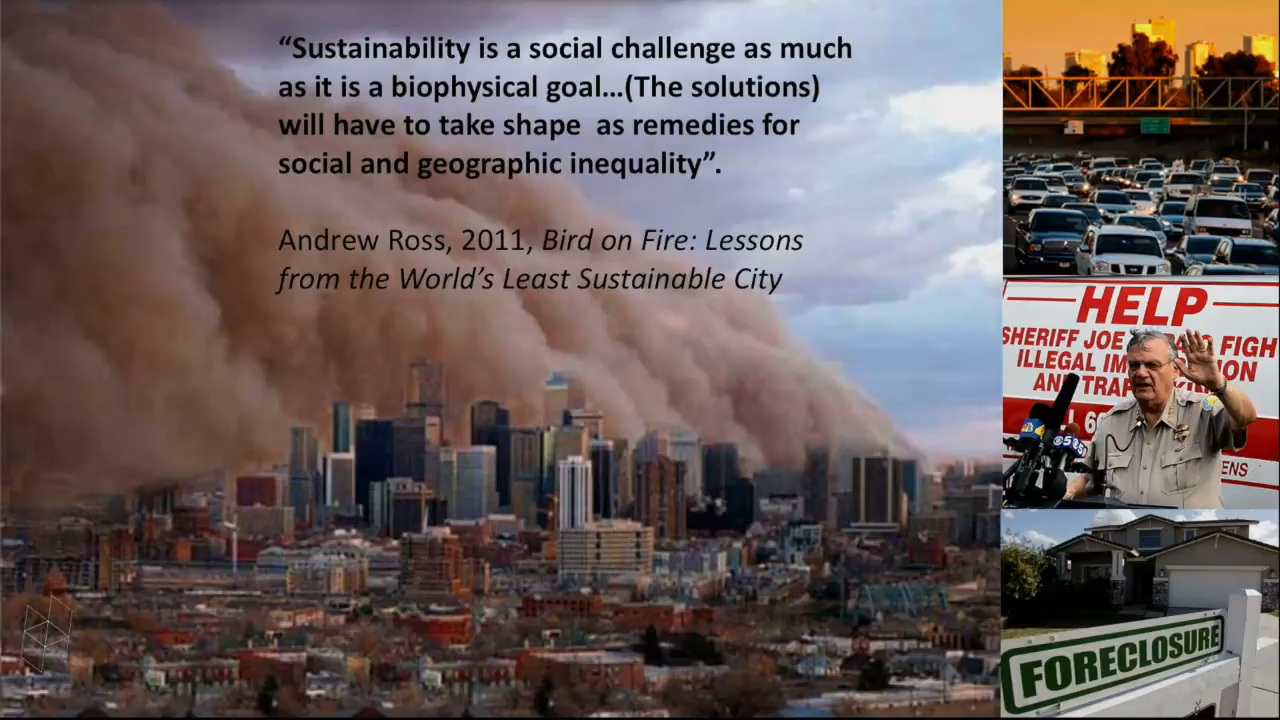 “Sustainability is a social challenge as much
as it is a biophysical goal…(The solutions)
will have to take shape  as remedies for
social and geographic inequality”.
Andrew Ross, 2011, Bird on Fire: Lessons
from the World’s Least Sustainable City
HELP
SHERIFF JOE FIGH
ILLEGAL
AND
FORECLOSURE